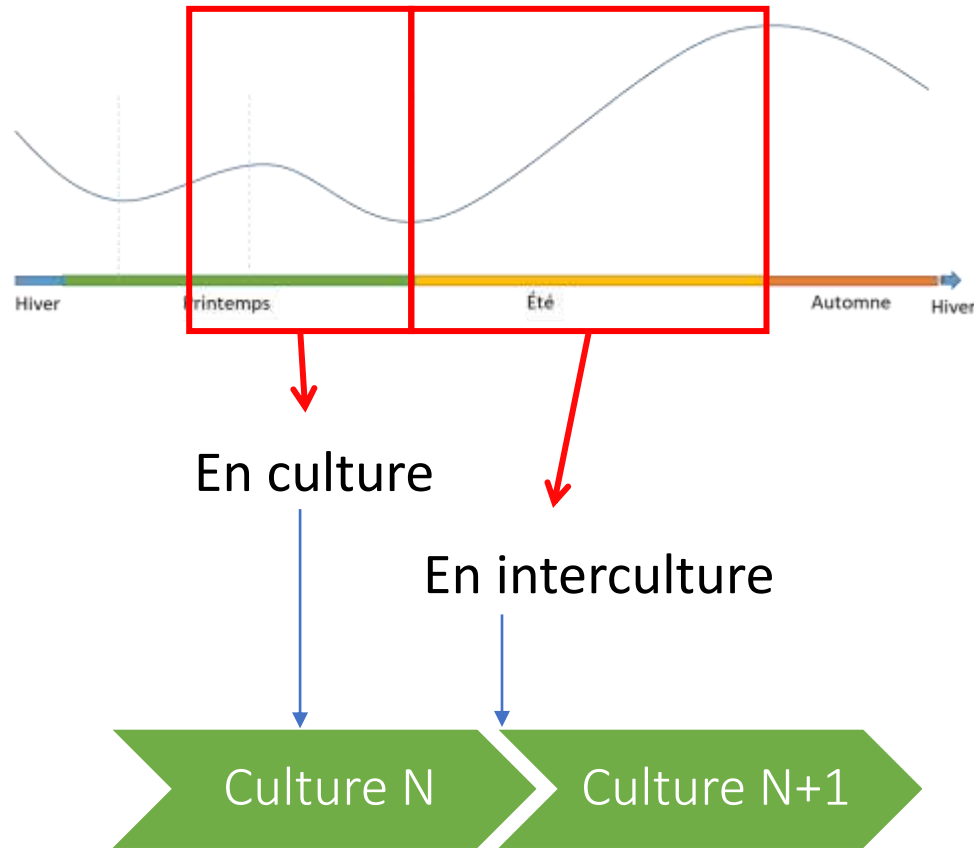 Hiver
Printemps
Été
Automne
Hiver
En culture
En interculture
Culture N
Culture N+1